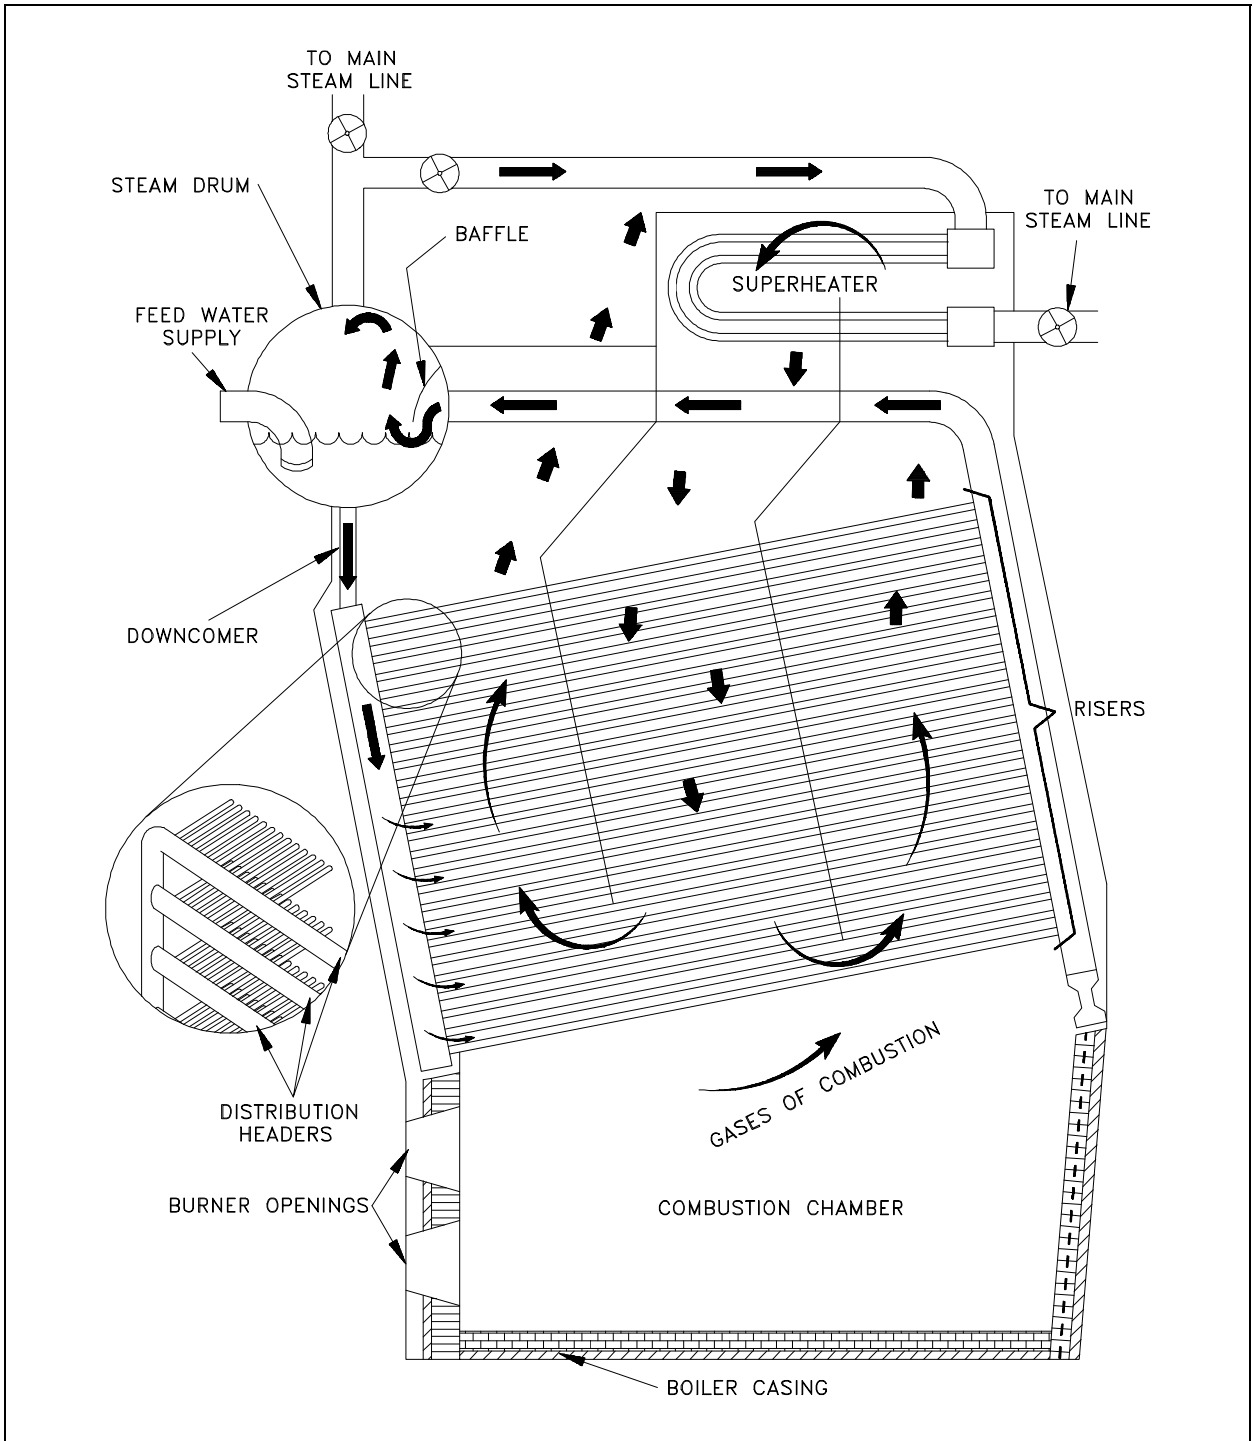 TO MAIN
STEAM LINE
STEAM DRUM
BAFFLE
TO MAIN
STEAM LINE
SUPERHEATER
FEED WATER
SUPPLY
DOWNCOMER
RISERS
GASES OF COMBUSTION
DISTRIBUTION
HEADERS
BURNER OPENINGS
COMBUSTION CHAMBER
BOILER CASING